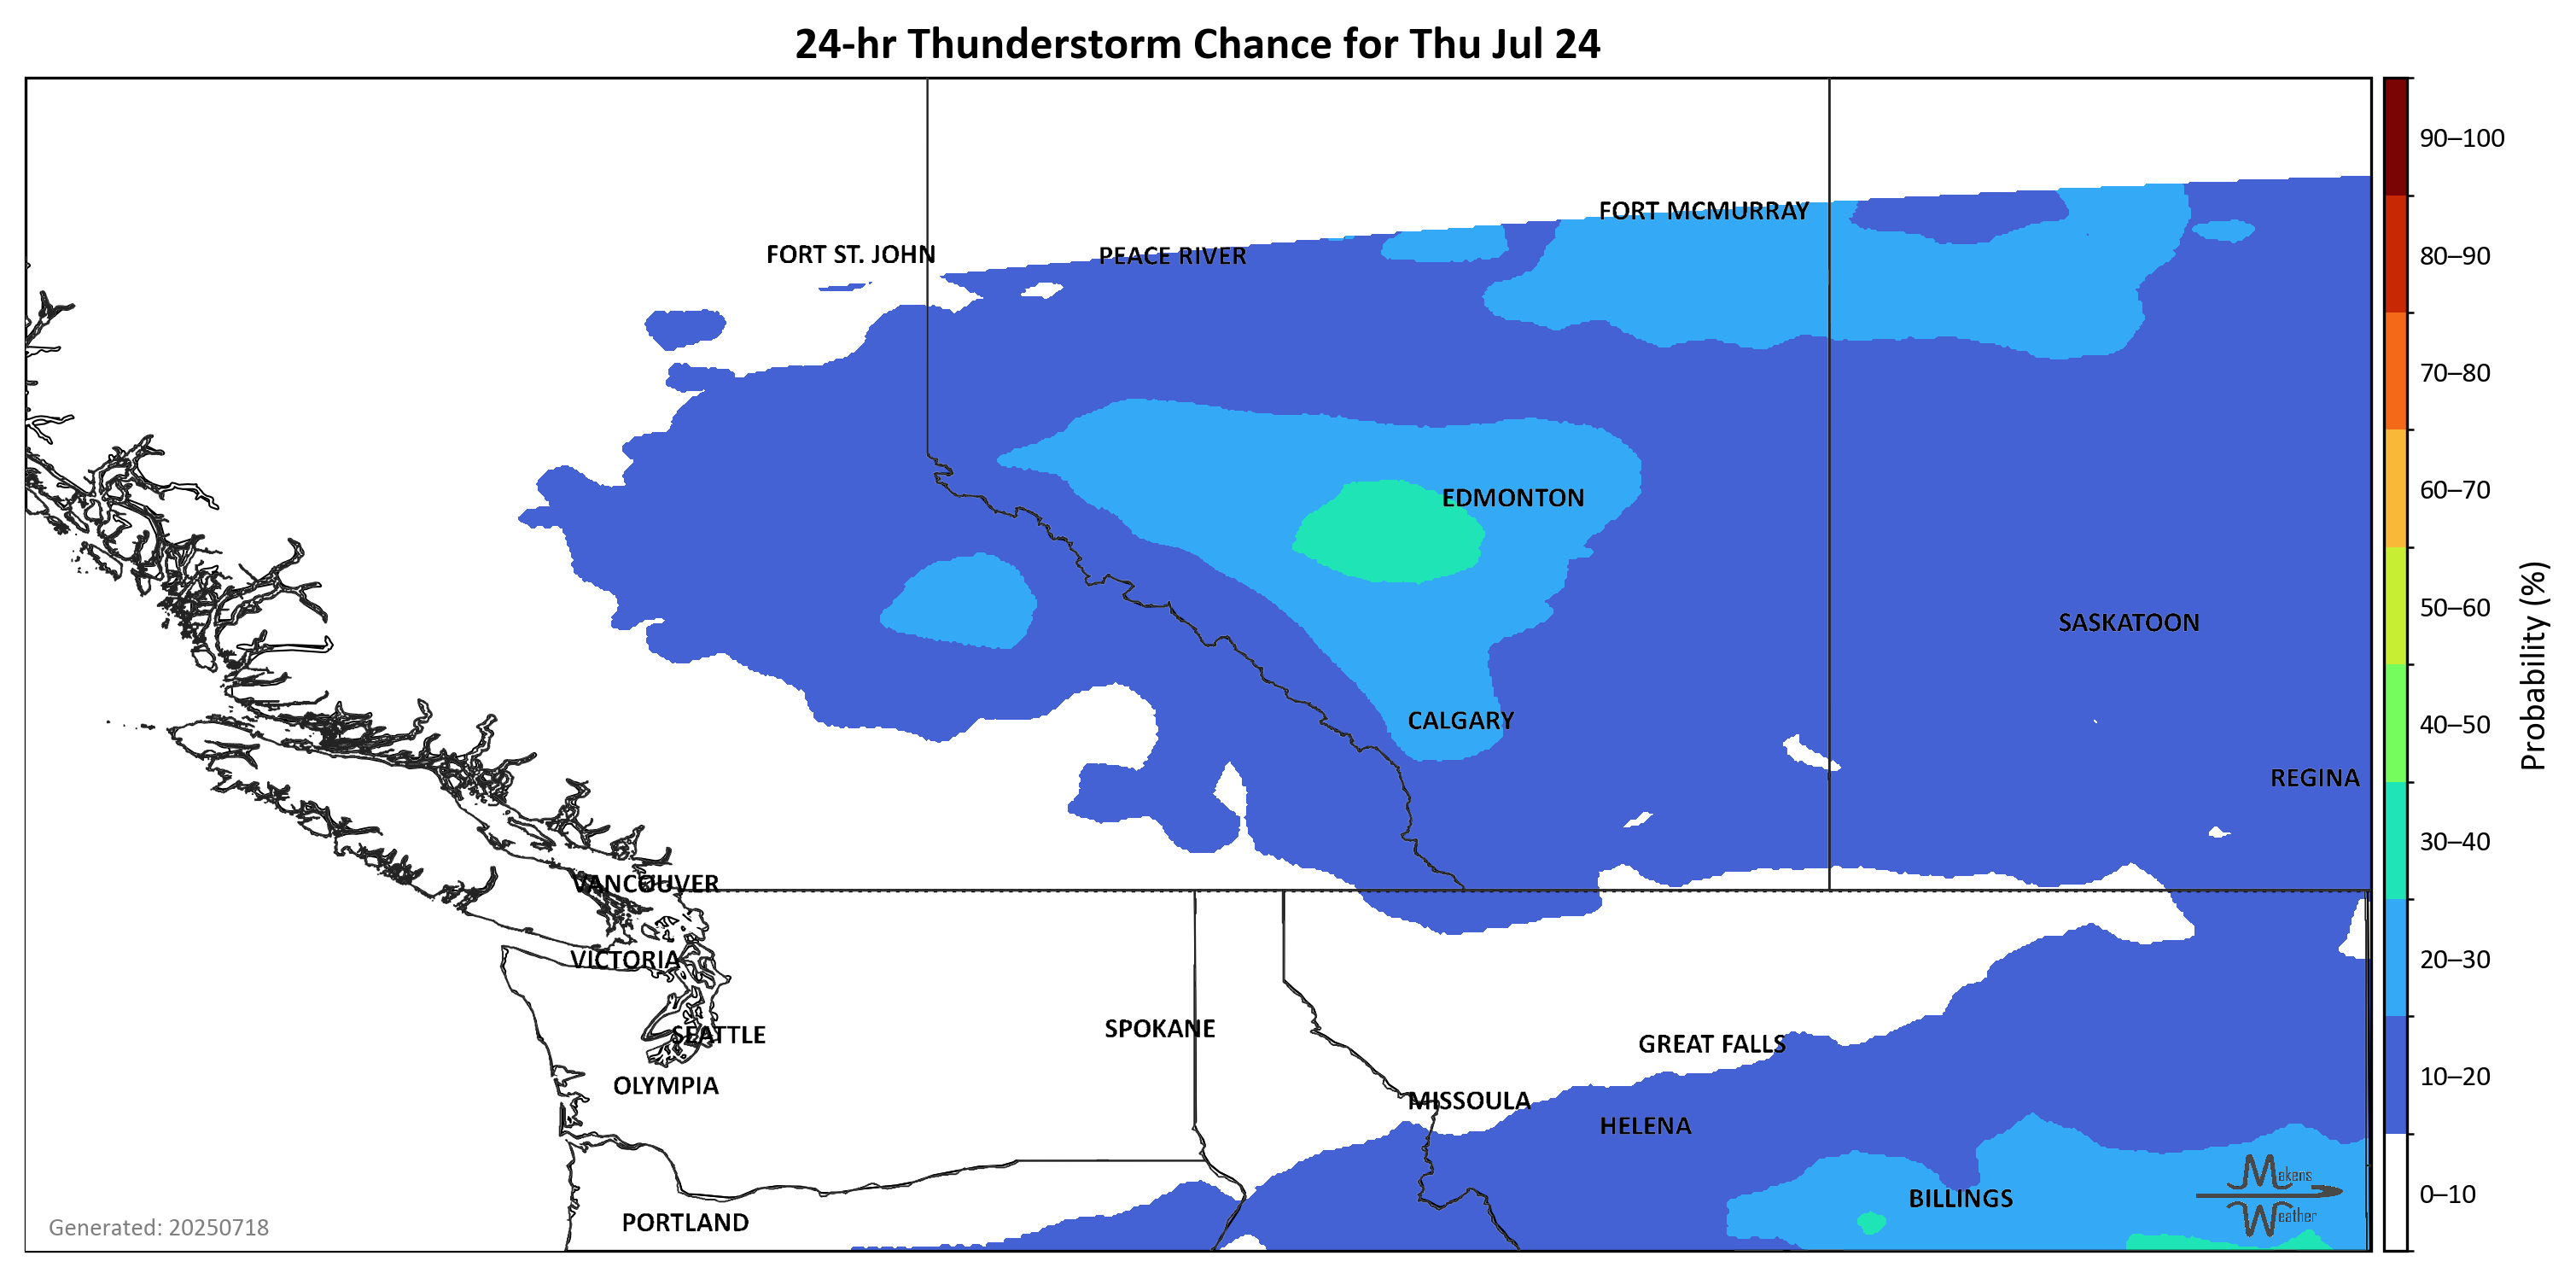 24-hr Thunderstorm Chance for Thu Jul 24
FORT MCMURRAY
FORT ST. JOHN
PEACE RIVER
EDMONTON
SASKATOON
CALGARY
REGINA
VANCOUVER
VICTORIA
SEATTLE
SPOKANE
GREAT FALLS
OLYMPIA
MISSOULA
HELENA
BILLINGS
PORTLAND
Makens
Weather
Generated: 20250718
90–100
80–90
70–80
60–70
50–60
40–50
30–40
20–30
10–20
0–10
Probability (%)